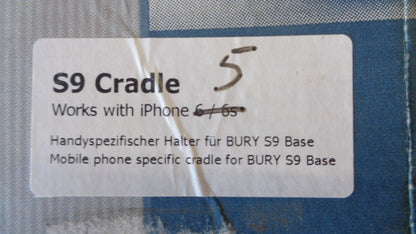 S9 Cradle 5
Works with iPhone 6 / 6s
Handyspezifischer Halter für BURY S9 Base
Mobile phone specific cradle for BURY S9 Base